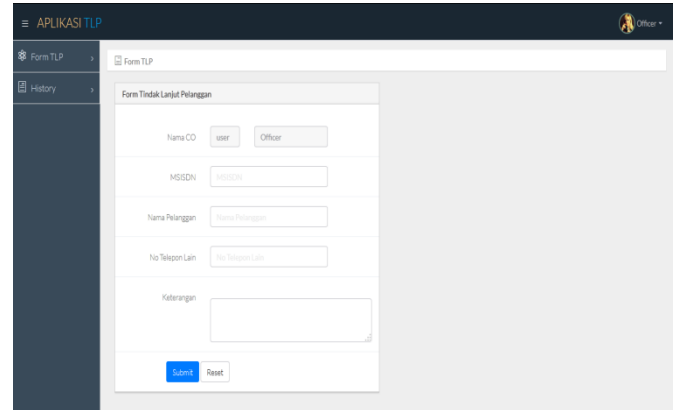 APLIKASI TLP
Officer
Form TLP
History
Form TLP
Form Tindak Lanjut Pelanggan
Nama CO user Officer
MSISDN MSISDN
Nama Pelanggan Nama Pelanggan
No Telepon Lain No Telepon Lain
Keterangan
Submit Reset